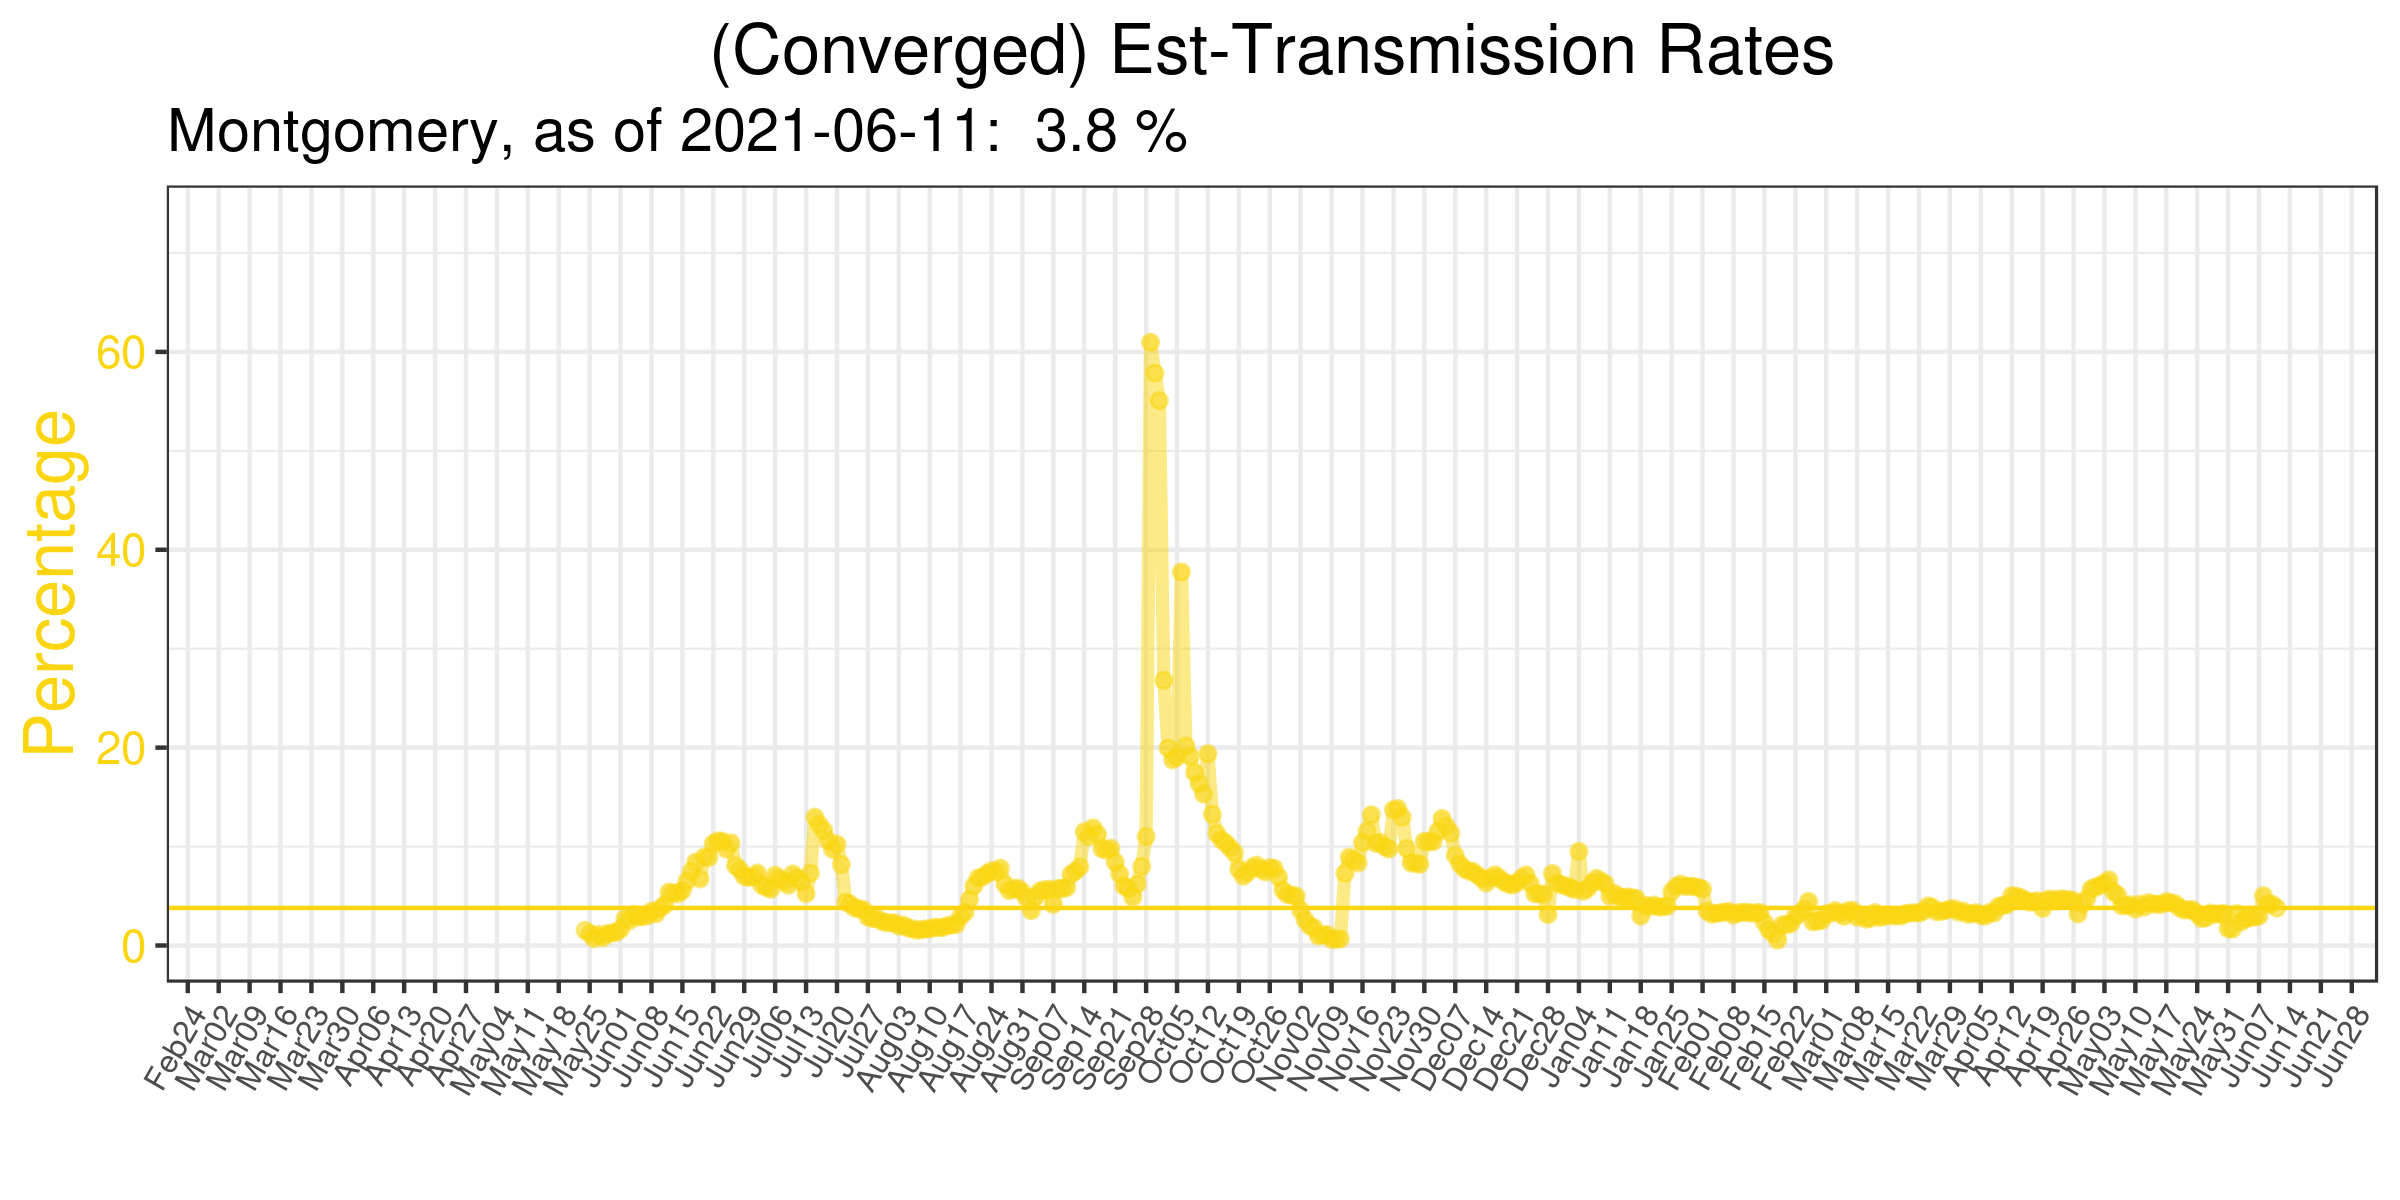 (Converged) Est-Transmission Rates
Montgomery, as of 2021-06-11:  3.8 %
Percentage
60
40
20
0
Feb24 Mar02 Mar09 Mar16 Mar23 Mar30 Apr06 Apr13 Apr20 Apr27 May04 May11 May18 May25 Jun01 Jun08 Jun15 Jun22 Jun29 Jul06 Jul13 Jul20 Jul27 Aug03 Aug10 Aug17 Aug24 Aug31 Sep07 Sep14 Sep21 Sep28 Oct05 Oct12 Oct19 Oct26 Nov02 Nov09 Nov16 Nov23 Nov30 Dec07 Dec14 Dec21 Dec28 Jan04 Jan11 Jan18 Jan25 Feb01 Feb08 Feb15 Feb22 Mar01 Mar08 Mar15 Mar22 Mar29 Apr05 Apr12 Apr19 Apr26 May03 May10 May17 May24 May31 Jun07 Jun14 Jun21 Jun28